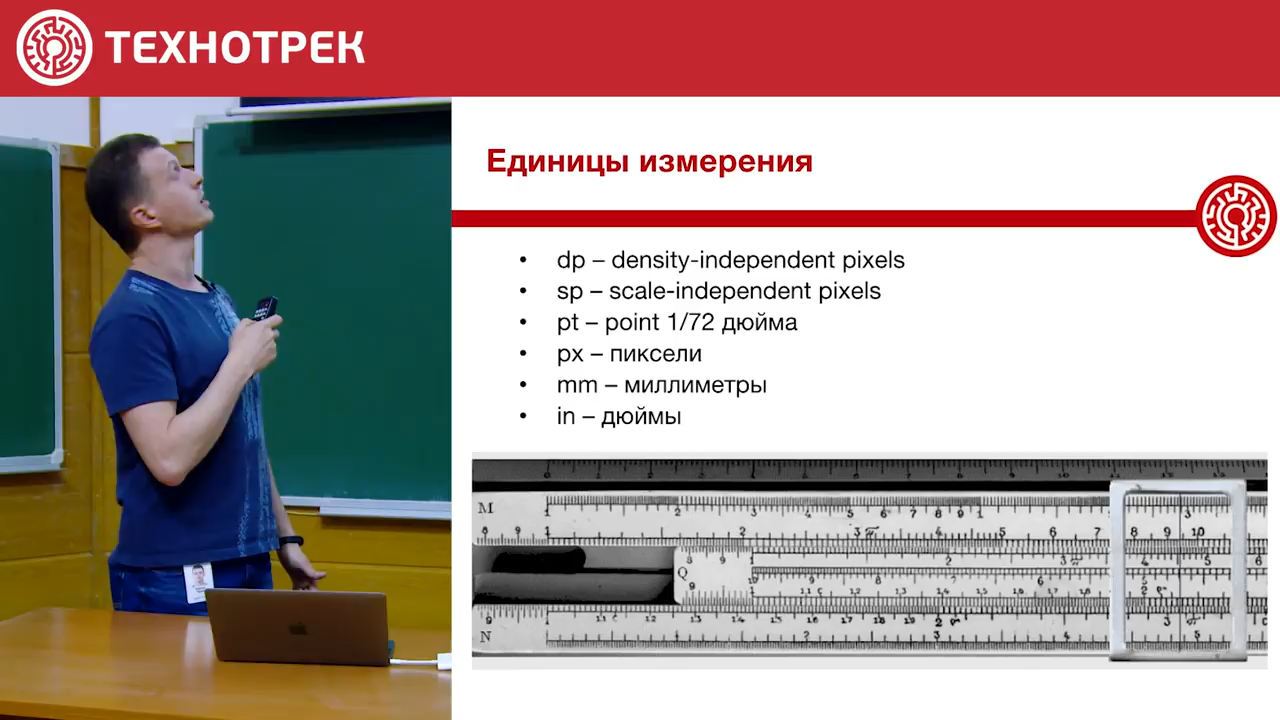 ТЕХНОТРЕК
Единицы измерения
• dp – density-independent pixels
• sp – scale-independent pixels
• pt – point 1/72 дюйма
• px – пиксели
• mm – миллиметры
• in – дюймы
M
Q
N